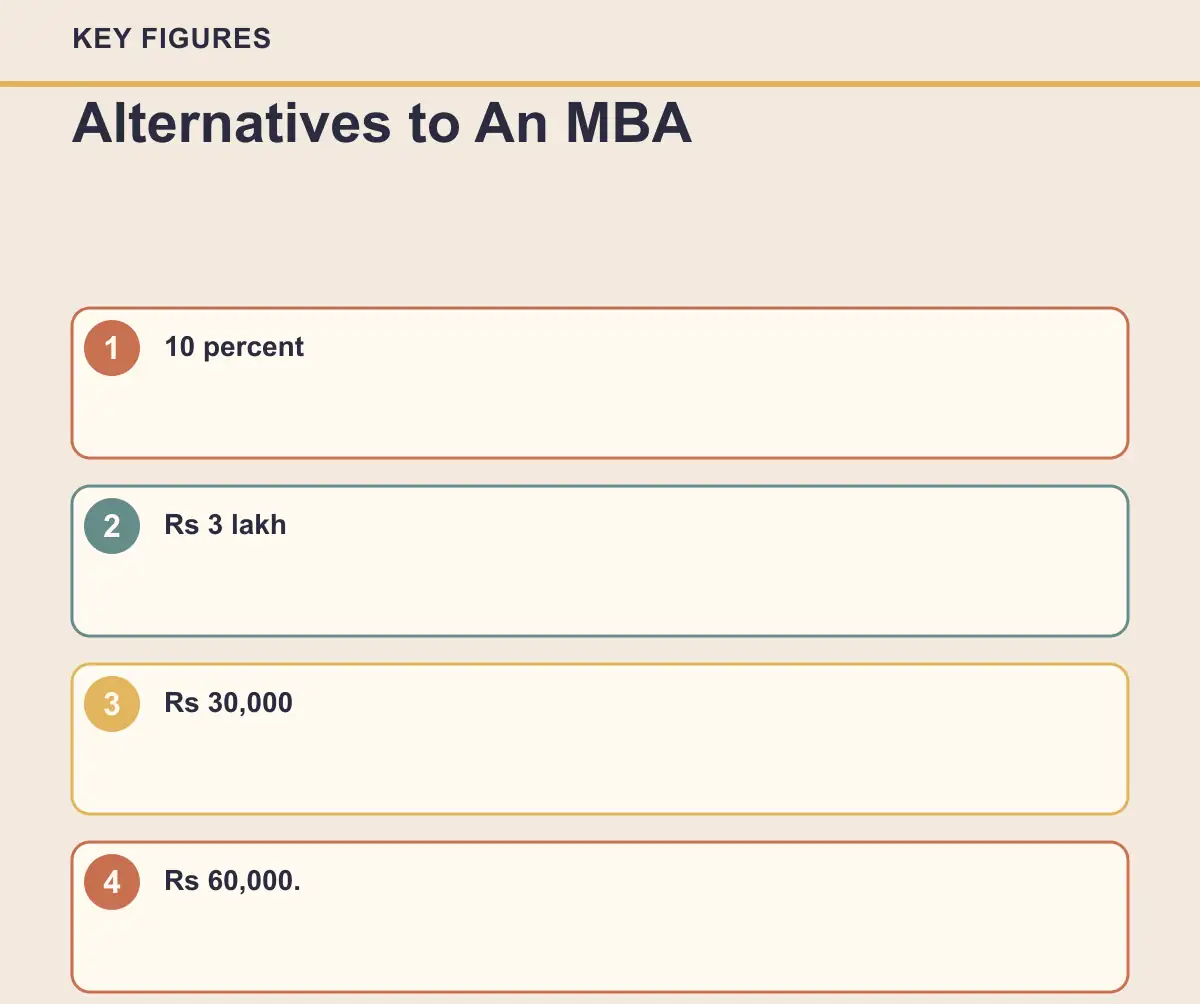 KEY FIGURES
Alternatives to An MBA
1 10 percent
2 Rs 3 lakh
3 Rs 30,000
4 Rs 60,000.